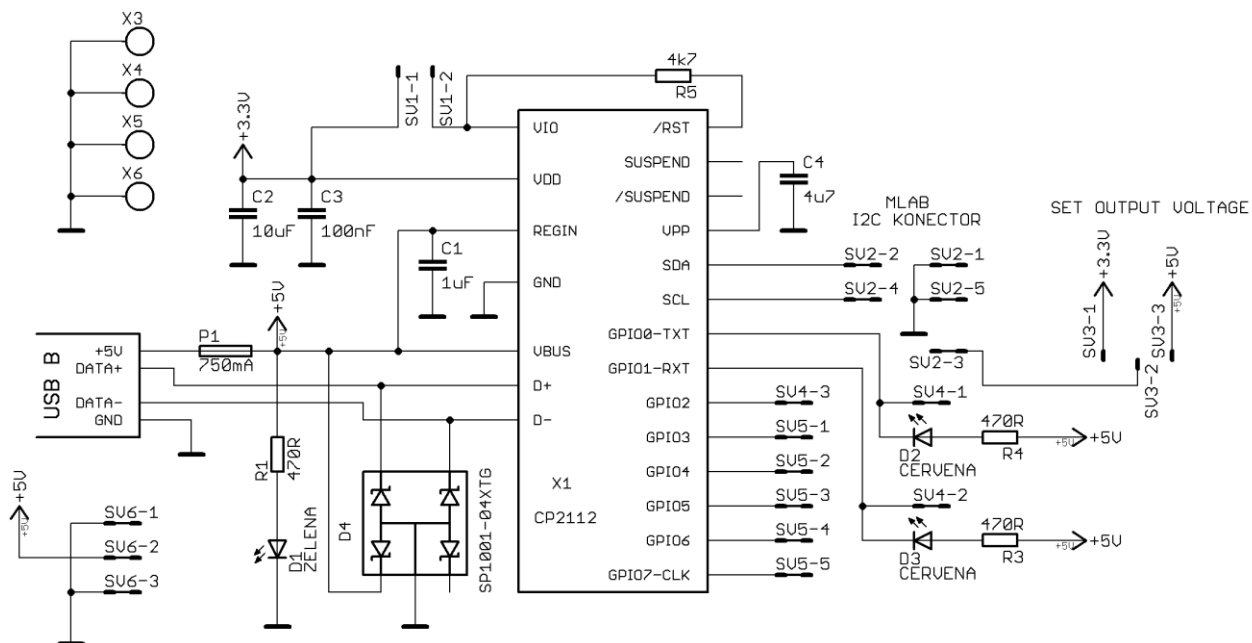 X3
X4
X5
X6
+3.3V
C2
10uF
C3
100nF
SV1-1
SV1-2
4k7
R5
VIO
VDD
REGIN
GND
VBUS
D+
D-
/RST
SUSPEND
/SUSPEND
VPP
SDA
SCL
GPIO0-TXT
GPIO1-RXT
GPIO2
GPIO3
GPIO4
GPIO5
GPIO6
GPIO7-CLK
X1
CP2112
C1
1uF
C4
4u7
MLAB
I2C KONECTOR
SV2-2
SV2-1
SV2-4
SV2-5
SV2-3
SET OUTPUT VOLTAGE
+3.3V
+5V
+5V
SV3-1
SV3-3
SV3-2
USB B
+5V
DATA+
DATA-
GND
P1
750mA
+5V
+5V
R1
470R
D1
ZELENA
D4
SP1001-04XTG
SV4-3
SV5-1
SV5-2
SV5-3
SV5-4
SV5-5
SV4-1
D2
CERVENA
470R
R4
+5V
+5V
SV4-2
D3
CERVENA
470R
R3
+5V
+5V
+5V
+5V
SV6-1
SV6-2
SV6-3